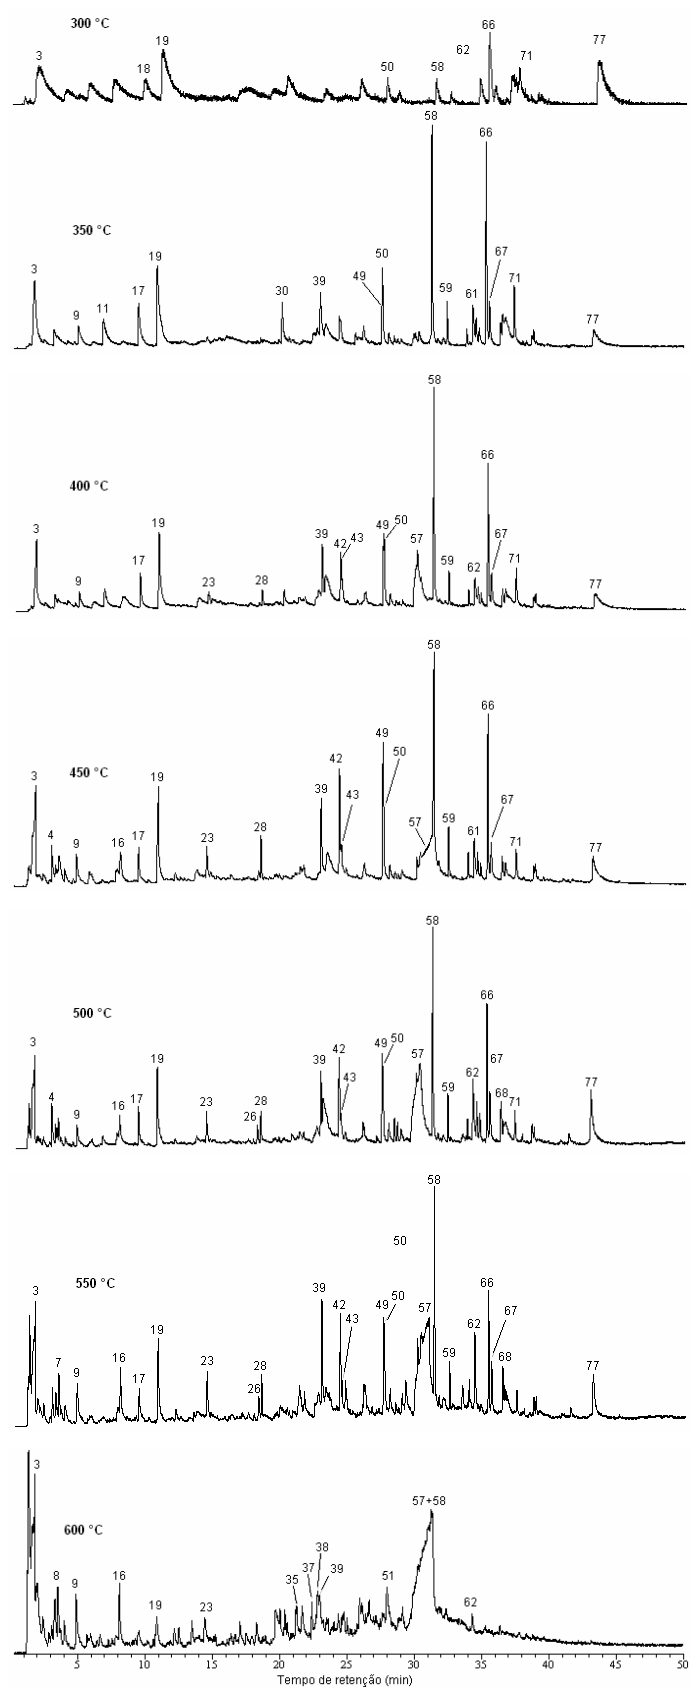 300 °C
3 18 19 50 58 62 66 71 77
350 °C
3 9 11 17 19 30 39 49 50 58 59 61 66 67 71 77
400 °C
3 9 17 19 23 28 39 42 43 49 50 57 58 59 62 66 67 71 77
450 °C
3 4 9 16 17 19 23 28 39 42 43 49 50 57 58 59 61 66 67 71 77
500 °C
3 4 9 16 17 19 23 26 28 39 42 43 49 50 57 58 59 62 66 67 68 71 77
550 °C
3 7 9 16 17 19 23 26 28 39 42 43 49 50 50 57 58 59 62 66 67 68 77
600 °C
3 8 9 16 19 23 35 37 38 39 51 57+58 62
5 10 15 20 25 30 35 40 45 50
Tempo de retenção (min)